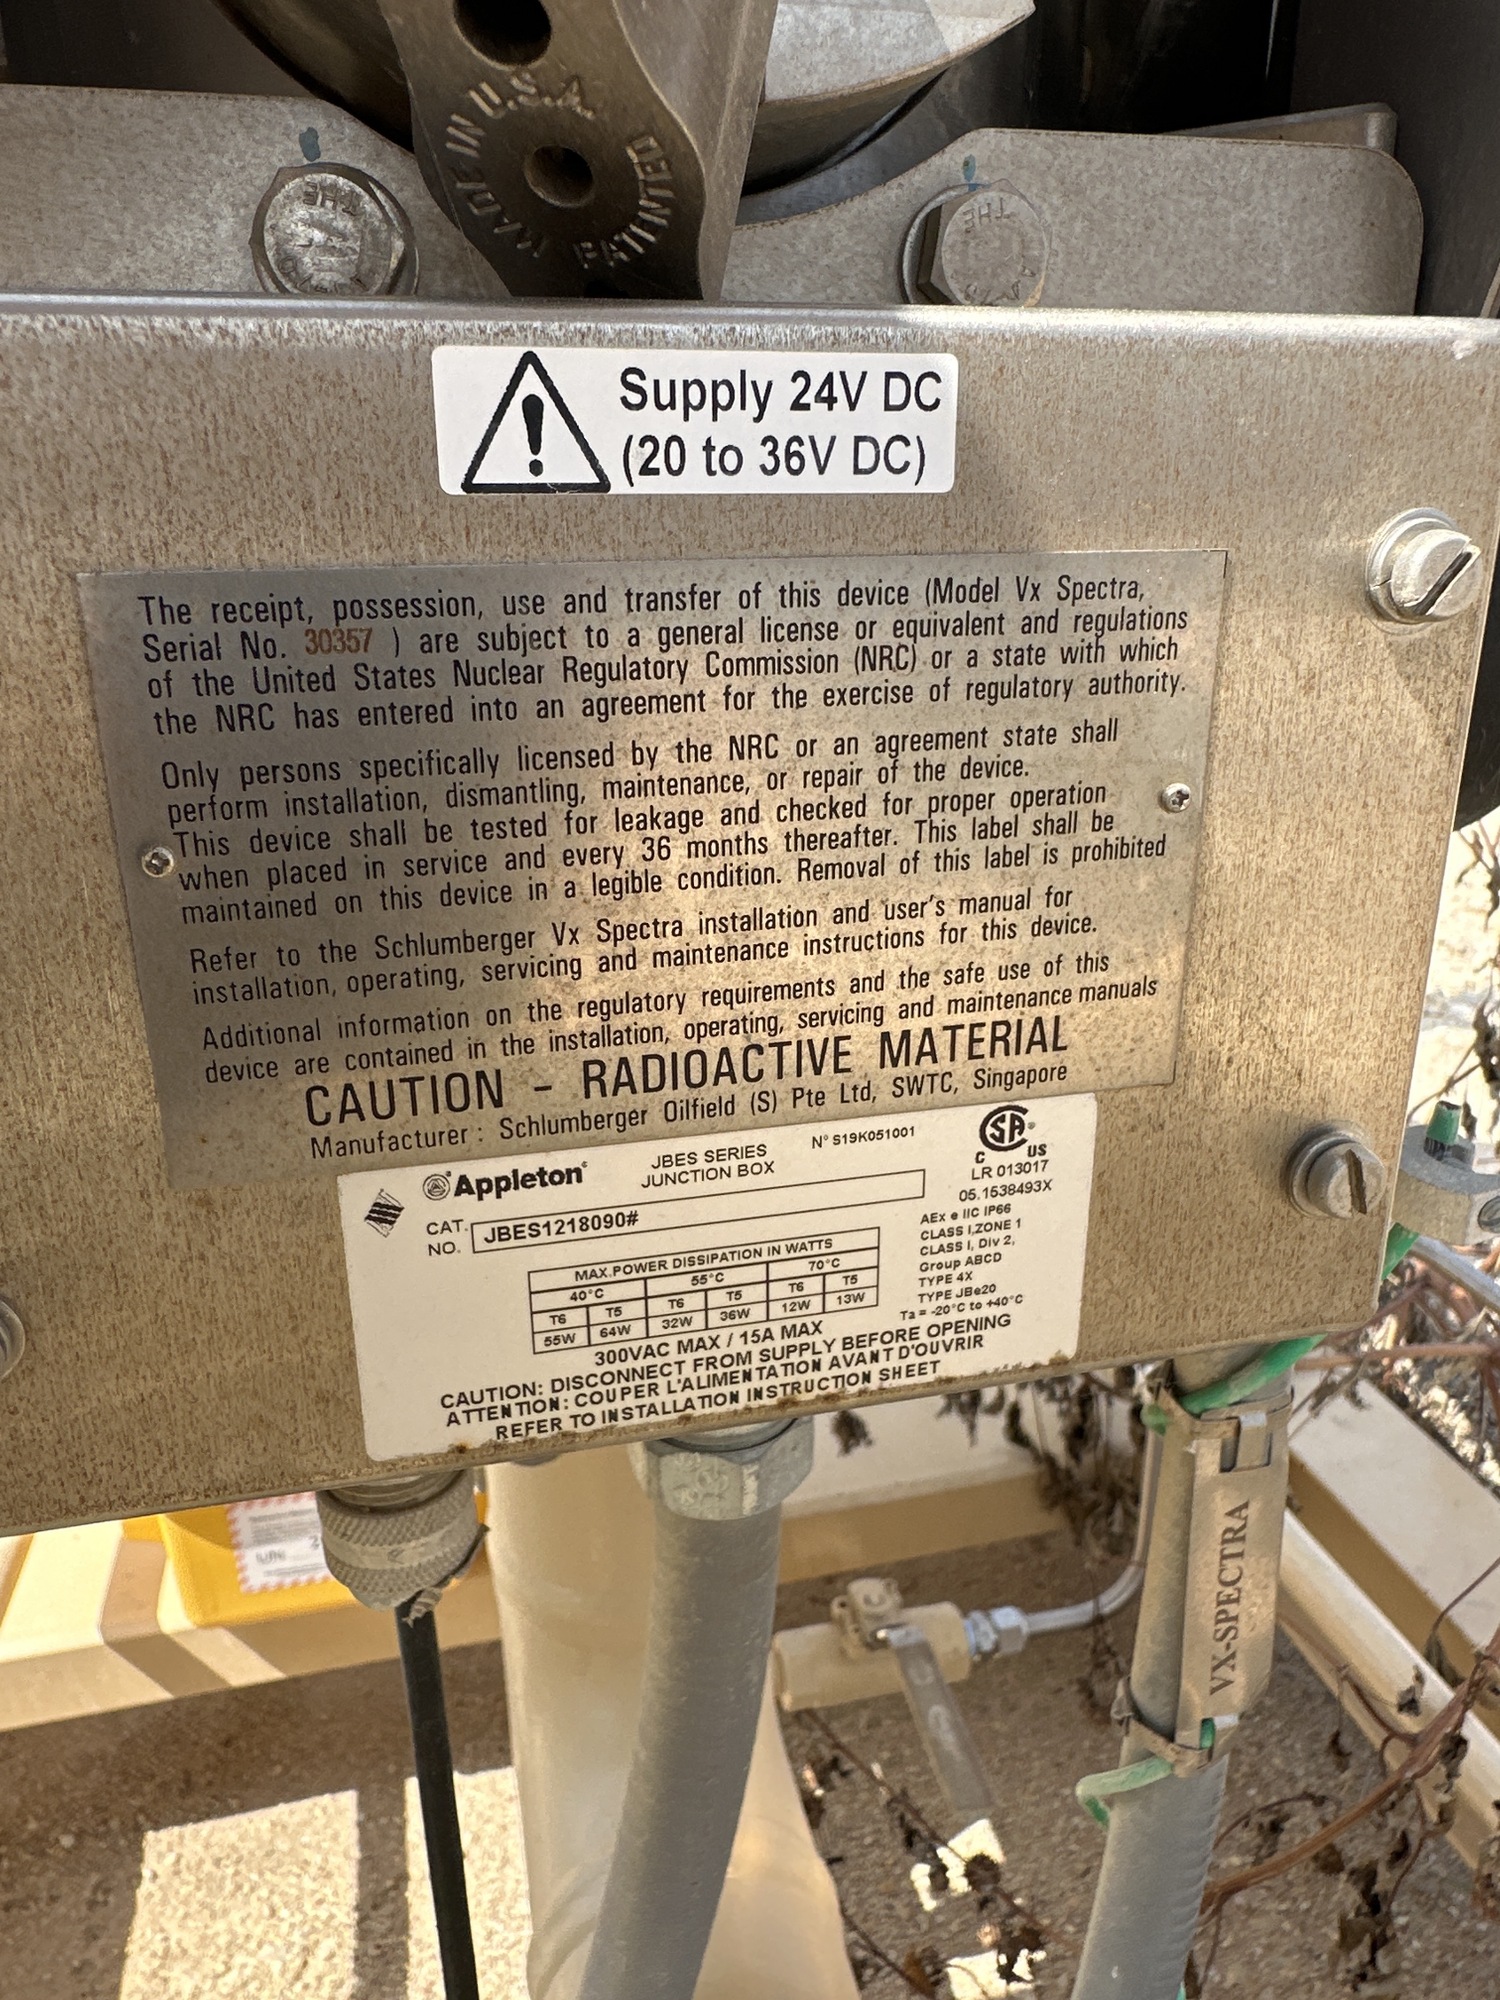 MADE IN U.S.A.
PATENTED
THE
THE
Supply 24V DC
(20 to 36V DC)
The receipt, possession, use and transfer of this device (Model Vx Spectra,
Serial No. 30357 ) are subject to a general license or equivalent and regulations
of the United States Nuclear Regulatory Commission (NRC) or a state with which
the NRC has entered into an agreement for the exercise of regulatory authority.
Only persons specifically licensed by the NRC or an agreement state shall
perform installation, dismantling, maintenance, or repair of the device.
This device shall be tested for leakage and checked for proper operation
when placed in service and every 36 months thereafter. This label shall be
maintained on this device in a legible condition. Removal of this label is prohibited
Refer to the Schlumberger Vx Spectra installation and user's manual for
installation, operating, servicing and maintenance instructions for this device.
Additional information on the regulatory requirements and the safe use of this
device are contained in the installation, operating, servicing and maintenance manuals
CAUTION - RADIOACTIVE MATERIAL
Manufacturer : Schlumberger Oilfield (S) Pte Ltd, SWTC, Singapore
Appleton
JBES SERIES
JUNCTION BOX
N° S19K051001
CAT.
NO.
JBES1218090#
C SA US
LR 013017
05.1538493X
AEx e IIC IP66
CLASS I,ZONE 1
CLASS I, Div 2,
Group ABCD
TYPE 4X
TYPE JBe20
Ta = -20°C to +40°C
MAX.POWER DISSIPATION IN WATTS
40°C 55°C 70°C
T6 T5 T6 T5 T6 T5
55W 64W 32W 36W 12W 13W
300VAC MAX / 15A MAX
CAUTION: DISCONNECT FROM SUPPLY BEFORE OPENING
ATTENTION: COUPER L'ALIMENTATION AVANT D'OUVRIR
REFER TO INSTALLATION INSTRUCTION SHEET
VX-SPECTRA